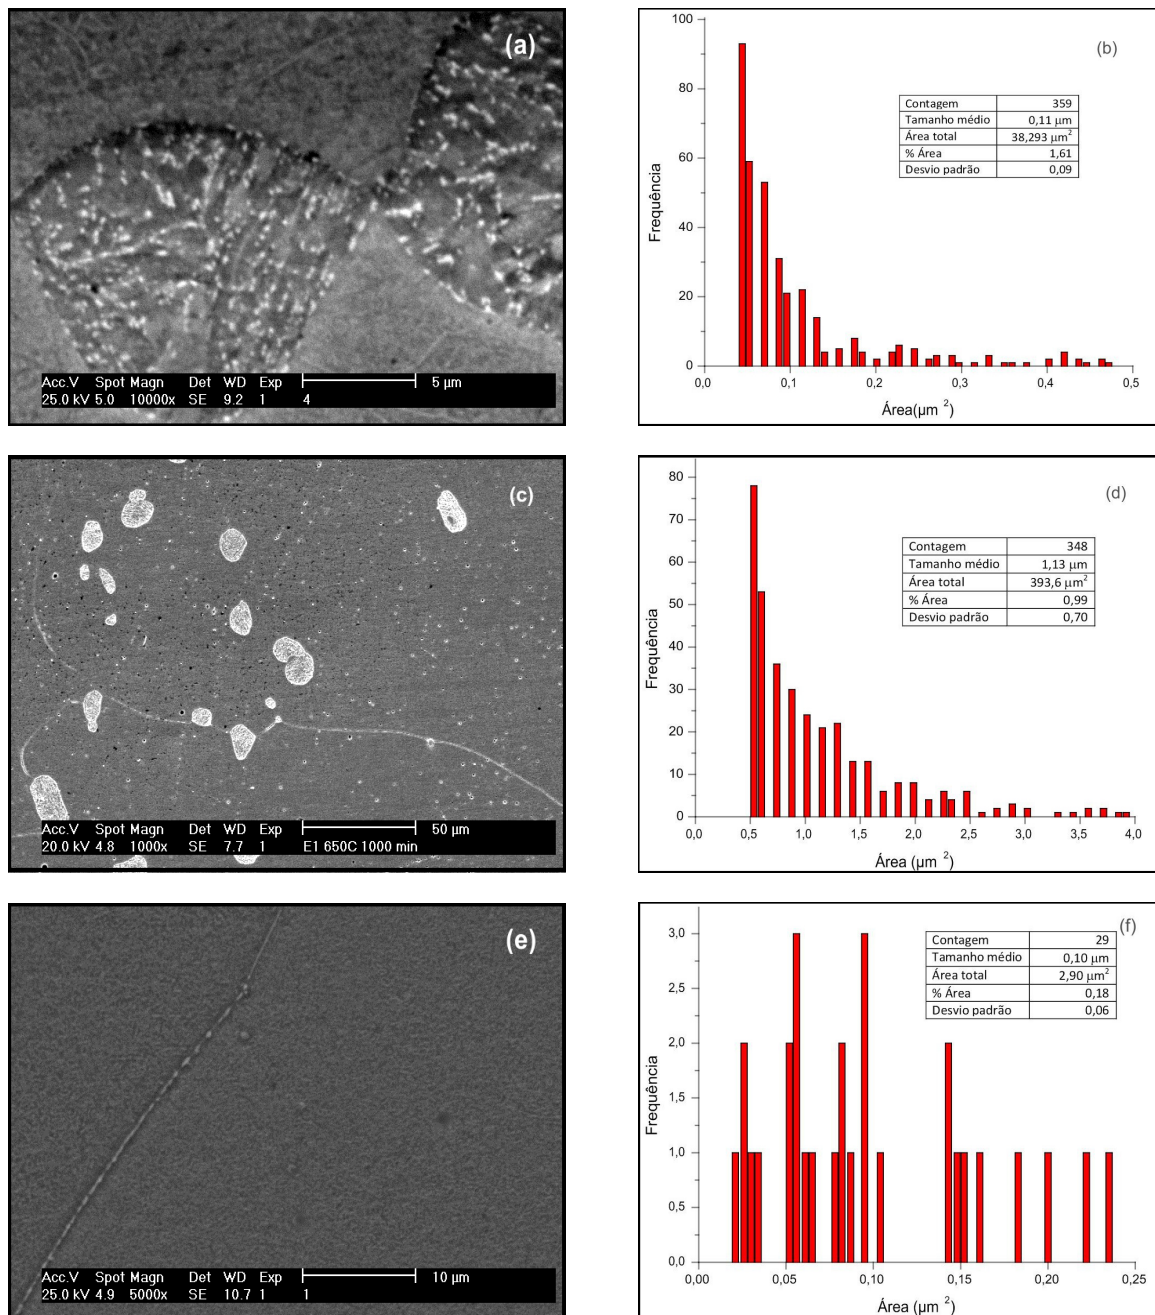 (a)
Acc.V Spot Magn Det WD Exp 5 µm
25.0 kV 5.0 10000x SE 9.2 1 4
(b)
Frequência
100
80
60
40
20
0
0,0 0,1 0,2 0,3 0,4 0,5
Área(µm ²)
Contagem 359
Tamanho médio 0,11 µm
Área total 38,293 µm²
% Área 1,61
Desvio padrão 0,09
(c)
Acc.V Spot Magn Det WD Exp 50 µm
20.0 kV 4.8 1000x SE 7.7 1 E1 650C 1000 min
(d)
Frequência
80
70
60
50
40
30
20
10
0
0,0 0,5 1,0 1,5 2,0 2,5 3,0 3,5 4,0
Área (µm ²)
Contagem 348
Tamanho médio 1,13 µm
Área total 393,6 µm²
% Área 0,99
Desvio padrão 0,70
(e)
Acc.V Spot Magn Det WD Exp 10 µm
25.0 kV 4.9 5000x SE 10.7 1 1
(f)
Frequência
3,0
2,5
2,0
1,5
1,0
0,5
0,0
0,00 0,05 0,10 0,15 0,20 0,25
Área (µm ²)
Contagem 29
Tamanho médio 0,10 µm
Área total 2,90 µm²
% Área 0,18
Desvio padrão 0,06